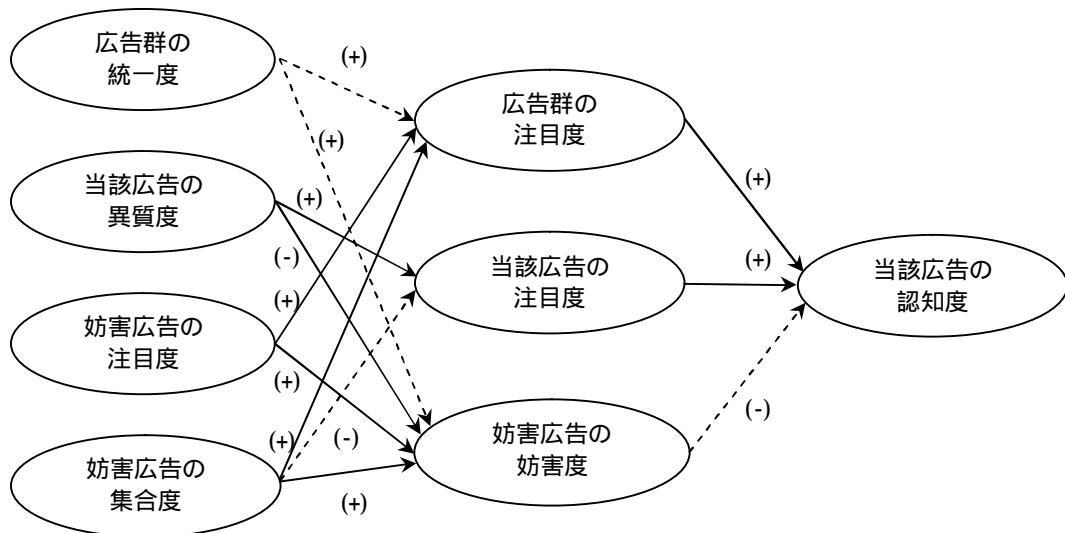 広告群の
統一度
(+)
(+)
広告群の
注目度
当該広告の
異質度
(+)
(-)
(+)
当該広告の
注目度
(+)
当該広告の
認知度
妨害広告の
注目度
(+)
(+)
妨害広告の
集合度
(+)
(-)
(+)
妨害広告の
妨害度
(-)